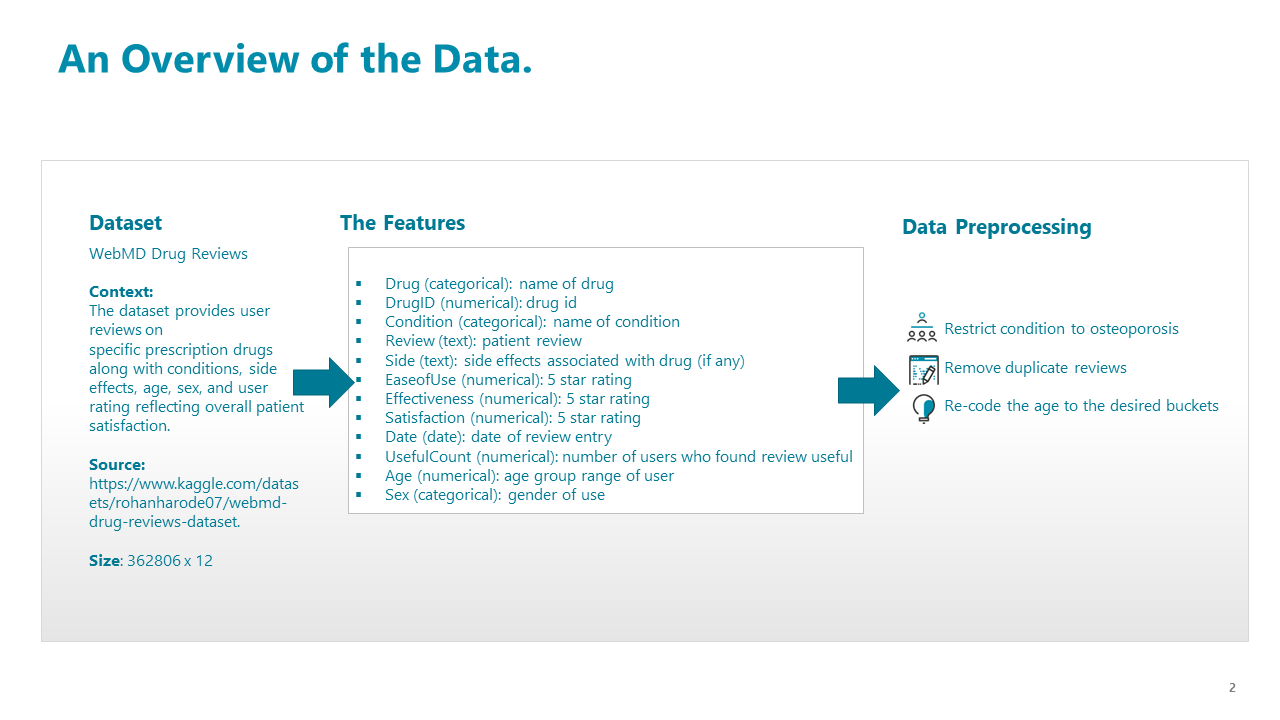 An Overview of the Data.
Dataset
WebMD Drug Reviews
Context:
The dataset provides user
reviews on
specific prescription drugs
along with conditions, side
effects, age, sex, and user
rating reflecting overall patient
satisfaction.
Source:
https://www.kaggle.com/datas
ets/rohanharode07/webmd-
drug-reviews-dataset.
Size: 362806 x 12
The Features
▪ Drug (categorical): name of drug
▪ DrugID (numerical): drug id
▪ Condition (categorical): name of condition
▪ Review (text): patient review
▪ Side (text): side effects associated with drug (if any)
▪ EaseofUse (numerical): 5 star rating
▪ Effectiveness (numerical): 5 star rating
▪ Satisfaction (numerical): 5 star rating
▪ Date (date): date of review entry
▪ UsefulCount (numerical): number of users who found review useful
▪ Age (numerical): age group range of user
▪ Sex (categorical): gender of use
Data Preprocessing
Restrict condition to osteoporosis
Remove duplicate reviews
Re-code the age to the desired buckets
2